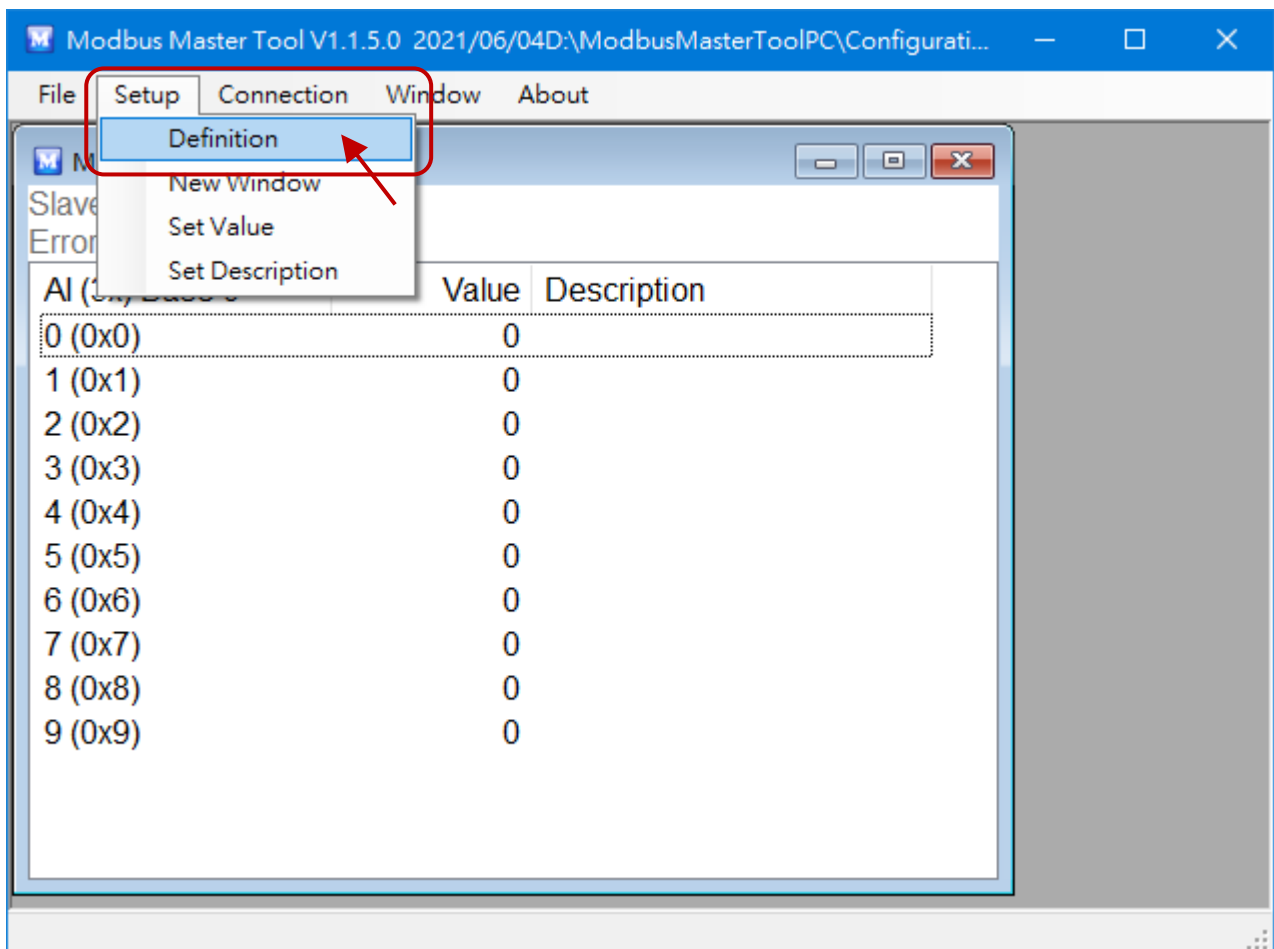 Modbus Master Tool V1.1.5.0 2021/06/04D:\ModbusMasterToolPC\Configurati...
File Setup Connection Window About
Definition
New Window
Set Value
Set Description
M
Slave
Error
AI (3x) Value Description
0 (0x0) 0
1 (0x1) 0
2 (0x2) 0
3 (0x3) 0
4 (0x4) 0
5 (0x5) 0
6 (0x6) 0
7 (0x7) 0
8 (0x8) 0
9 (0x9) 0